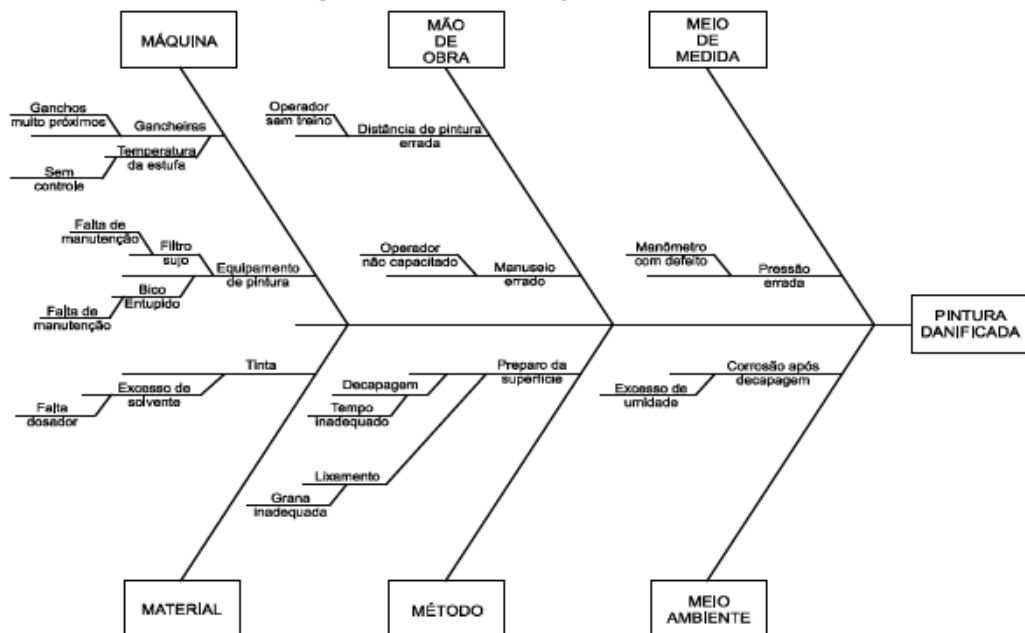 MÁQUINA
MÃO
DE
OBRA
MEIO
DE
MEDIDA
Ganchos
muito próximos
Gancheiras
Temperatura
da estufa
Sem
controle
Operador
sem treino
Distância de pintura
errada
Falta de
manutenção
Filtro
sujo
Equipamento
de pintura
Bico
Entupido
Falta de
manutenção
Operador
não capacitado
Manuseio
errado
Manômetro
com defeito
Pressão
errada
PINTURA
DANIFICADA
Tinta
Excesso de
solvente
Falta
dosador
Preparo da
superfície
Decapagem
Tempo
inadequado
Lixamento
Grana
inadequada
Corrosão após
decapagem
Excesso de
umidade
MATERIAL
MÉTODO
MEIO
AMBIENTE